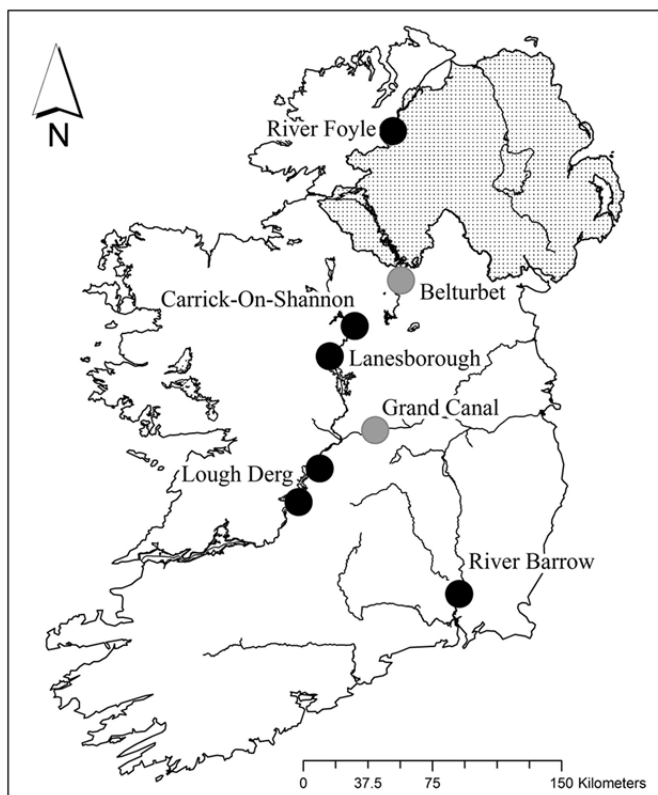 N
River Foyle
Belturbet
Carrick-On-Shannon
Lanesborough
Grand Canal
Lough Derg
River Barrow
0 37.5 75 150 Kilometers